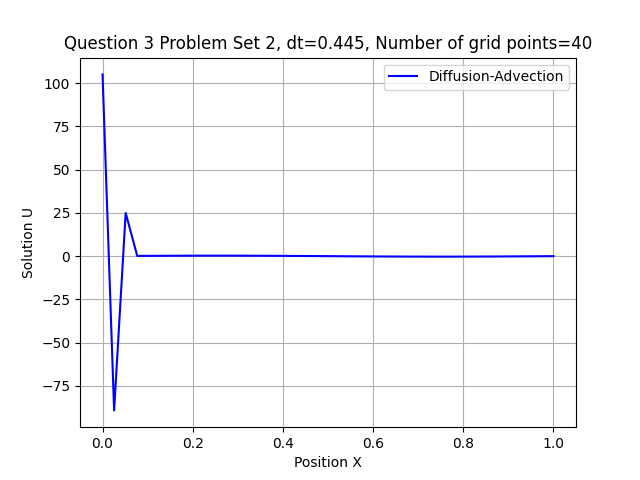 Question 3 Problem Set 2, dt=0.445, Number of grid points=40
Diffusion-Advection
Solution U
100
75
50
25
0
−25
−50
−75
0.0 0.2 0.4 0.6 0.8 1.0
Position X